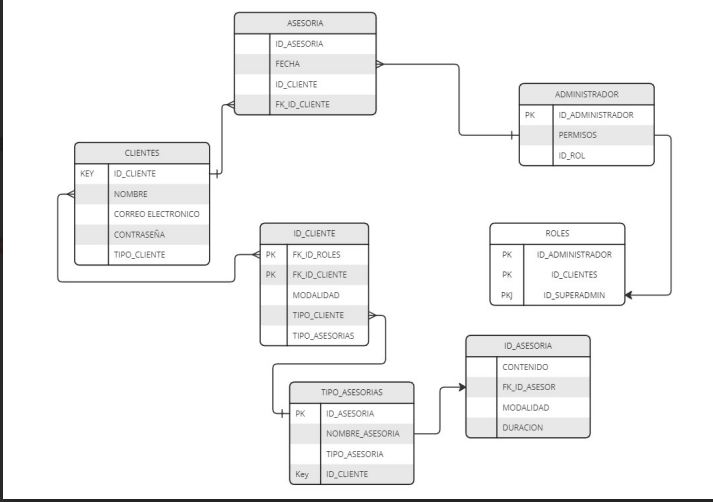 ASESORIA
ID_ASESORIA
FECHA
ID_CLIENTE
FK_ID_CLIENTE
ADMINISTRADOR
PK ID_ADMINISTRADOR
PERMISOS
ID_ROL
CLIENTES
KEY ID_CLIENTE
NOMBRE
CORREO ELECTRONICO
CONTRASEÑA
TIPO_CLIENTE
ID_CLIENTE
PK FK_ID_ROLES
PK FK_ID_CLIENTE
MODALIDAD
TIPO_CLIENTE
TIPO_ASESORIAS
ROLES
PK ID_ADMINISTRADOR
PK ID_CLIENTES
PKJ ID_SUPERADMIN
ID_ASESORIA
CONTENIDO
FK_ID_ASESOR
MODALIDAD
DURACION
TIPO_ASESORIAS
PK ID_ASESORIA
NOMBRE_ASESORIA
TIPO_ASESORIA
Key ID_CLIENTE